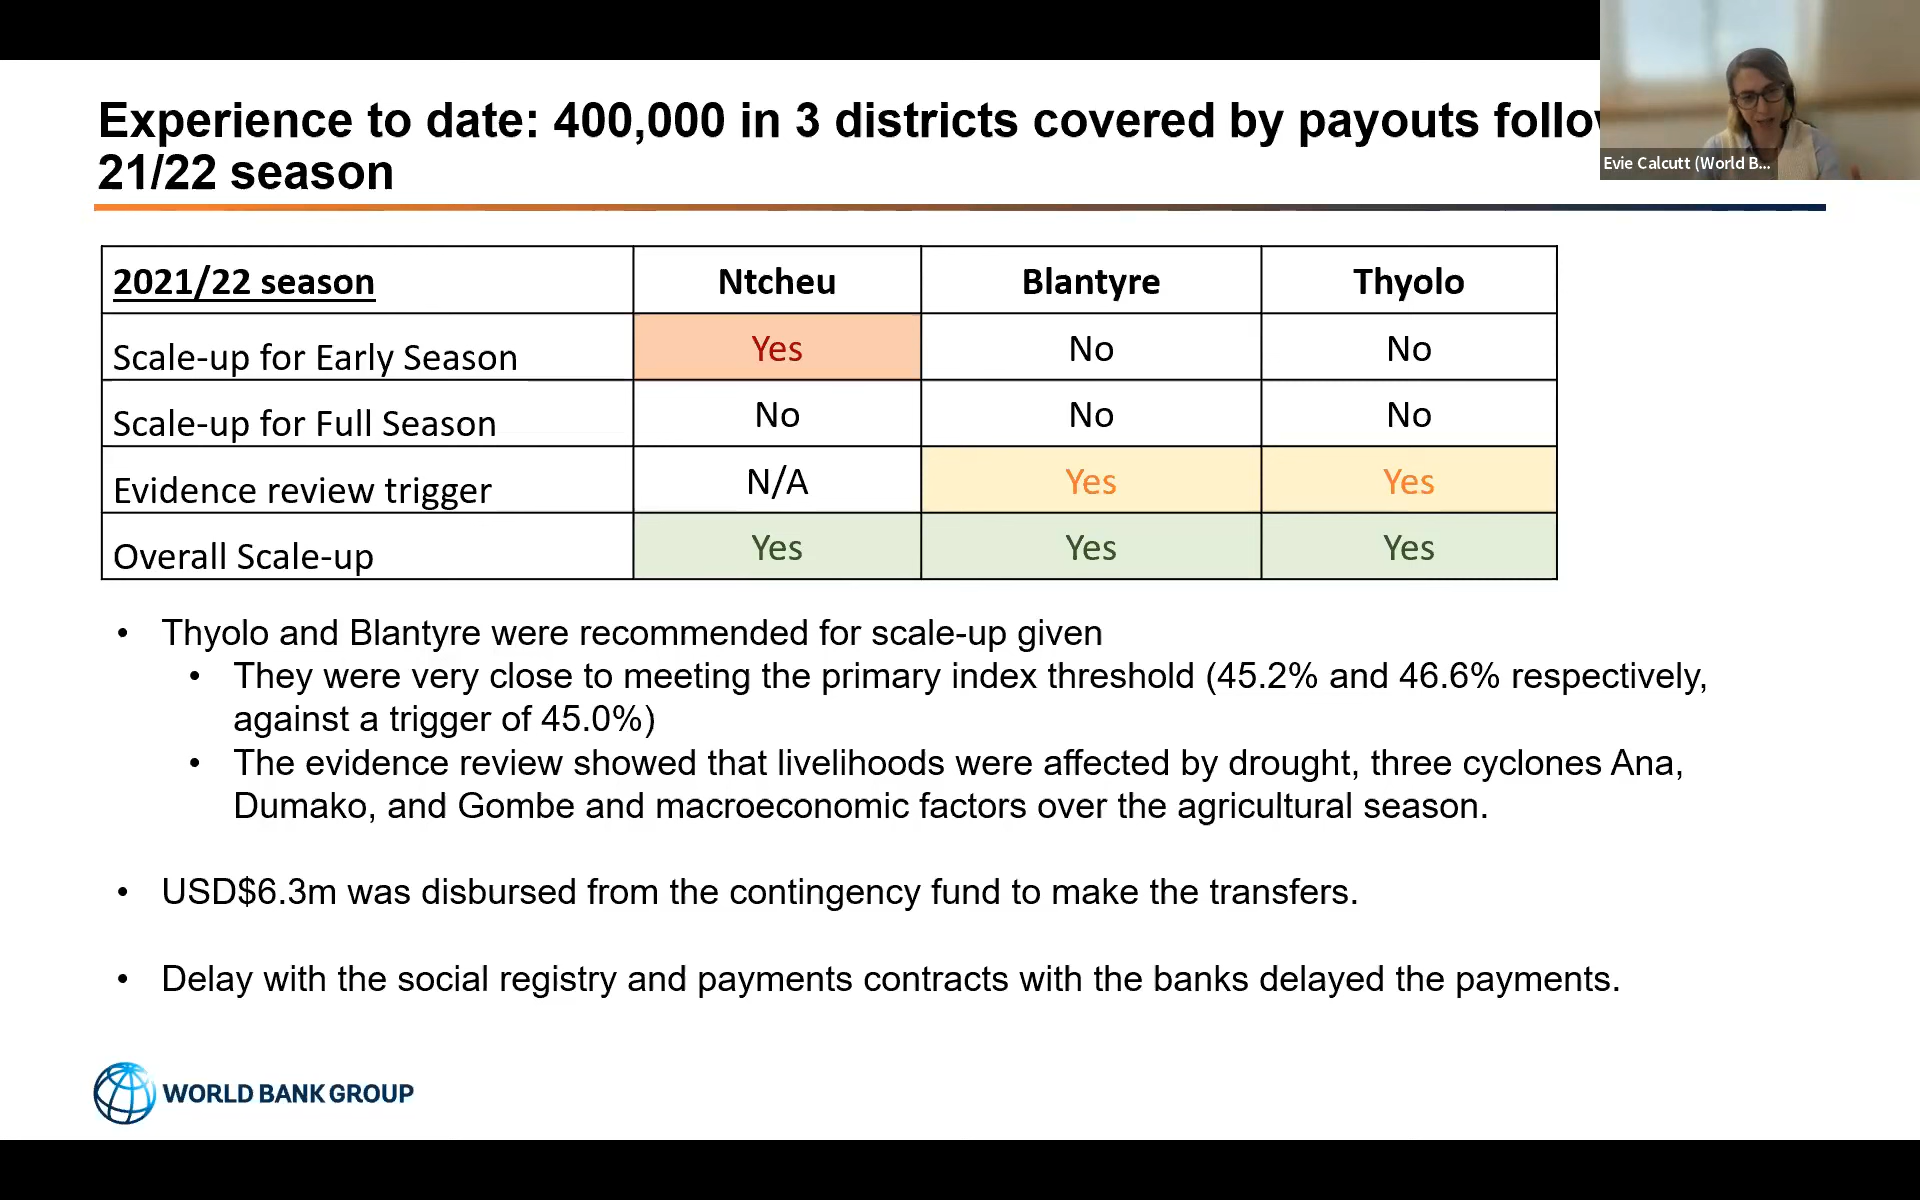 Experience to date: 400,000 in 3 districts covered by payouts
21/22 season
Evie Calcutt (World B...
2021/22 season Ntcheu Blantyre Thyolo
Scale-up for Early Season Yes No No
Scale-up for Full Season No No No
Evidence review trigger N/A Yes Yes
Overall Scale-up Yes Yes Yes
• Thyolo and Blantyre were recommended for scale-up given
• They were very close to meeting the primary index threshold (45.2% and 46.6% respectively,
against a trigger of 45.0%)
• The evidence review showed that livelihoods were affected by drought, three cyclones Ana,
Dumako, and Gombe and macroeconomic factors over the agricultural season.
• USD$6.3m was disbursed from the contingency fund to make the transfers.
• Delay with the social registry and payments contracts with the banks delayed the payments.
WORLD BANK GROUP